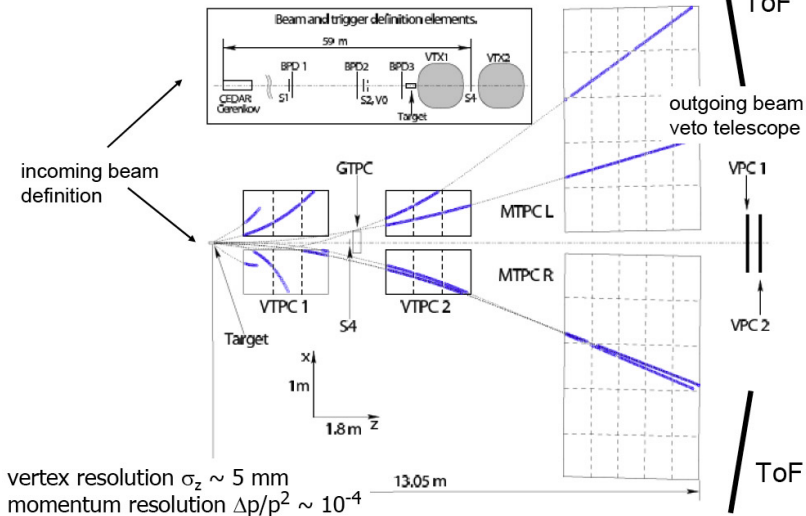 Beam and trigger definition elements.
59 m
BPD 1
BPD2
BPD3
VTX1
VTX2
CEDAR
Cerenkov
S1
S2, V0
Target
S4
ToF
outgoing beam
veto telescope
incoming beam
definition
GTPC
VPC 1
MTPC L
MTPC R
VTPC 1
VTPC 2
VPC 2
Target
S4
x
1m
1.8 m
z
vertex resolution σz ~ 5 mm
momentum resolution Δp/p² ~ 10⁻⁴
13.05 m
ToF